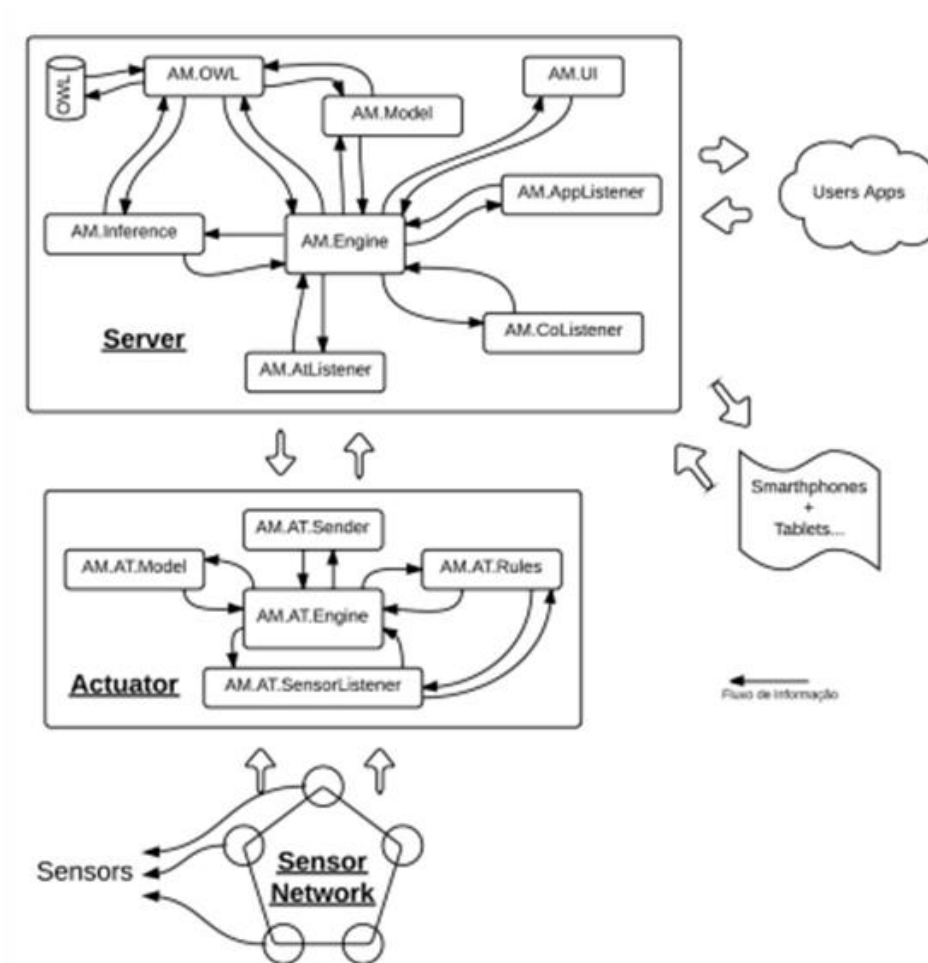 OWL
AM.OWL
AM.UI
AM.Model
AM.AppListener
Users Apps
AM.Inference
AM.Engine
AM.CoListener
Server
AM.AtListener
Smarthphones
+
Tablets...
AM.AT.Sender
AM.AT.Model
AM.AT.Rules
AM.AT.Engine
Actuator
AM.AT.SensorListener
Fluxo de Informação
Sensors
Sensor
Network